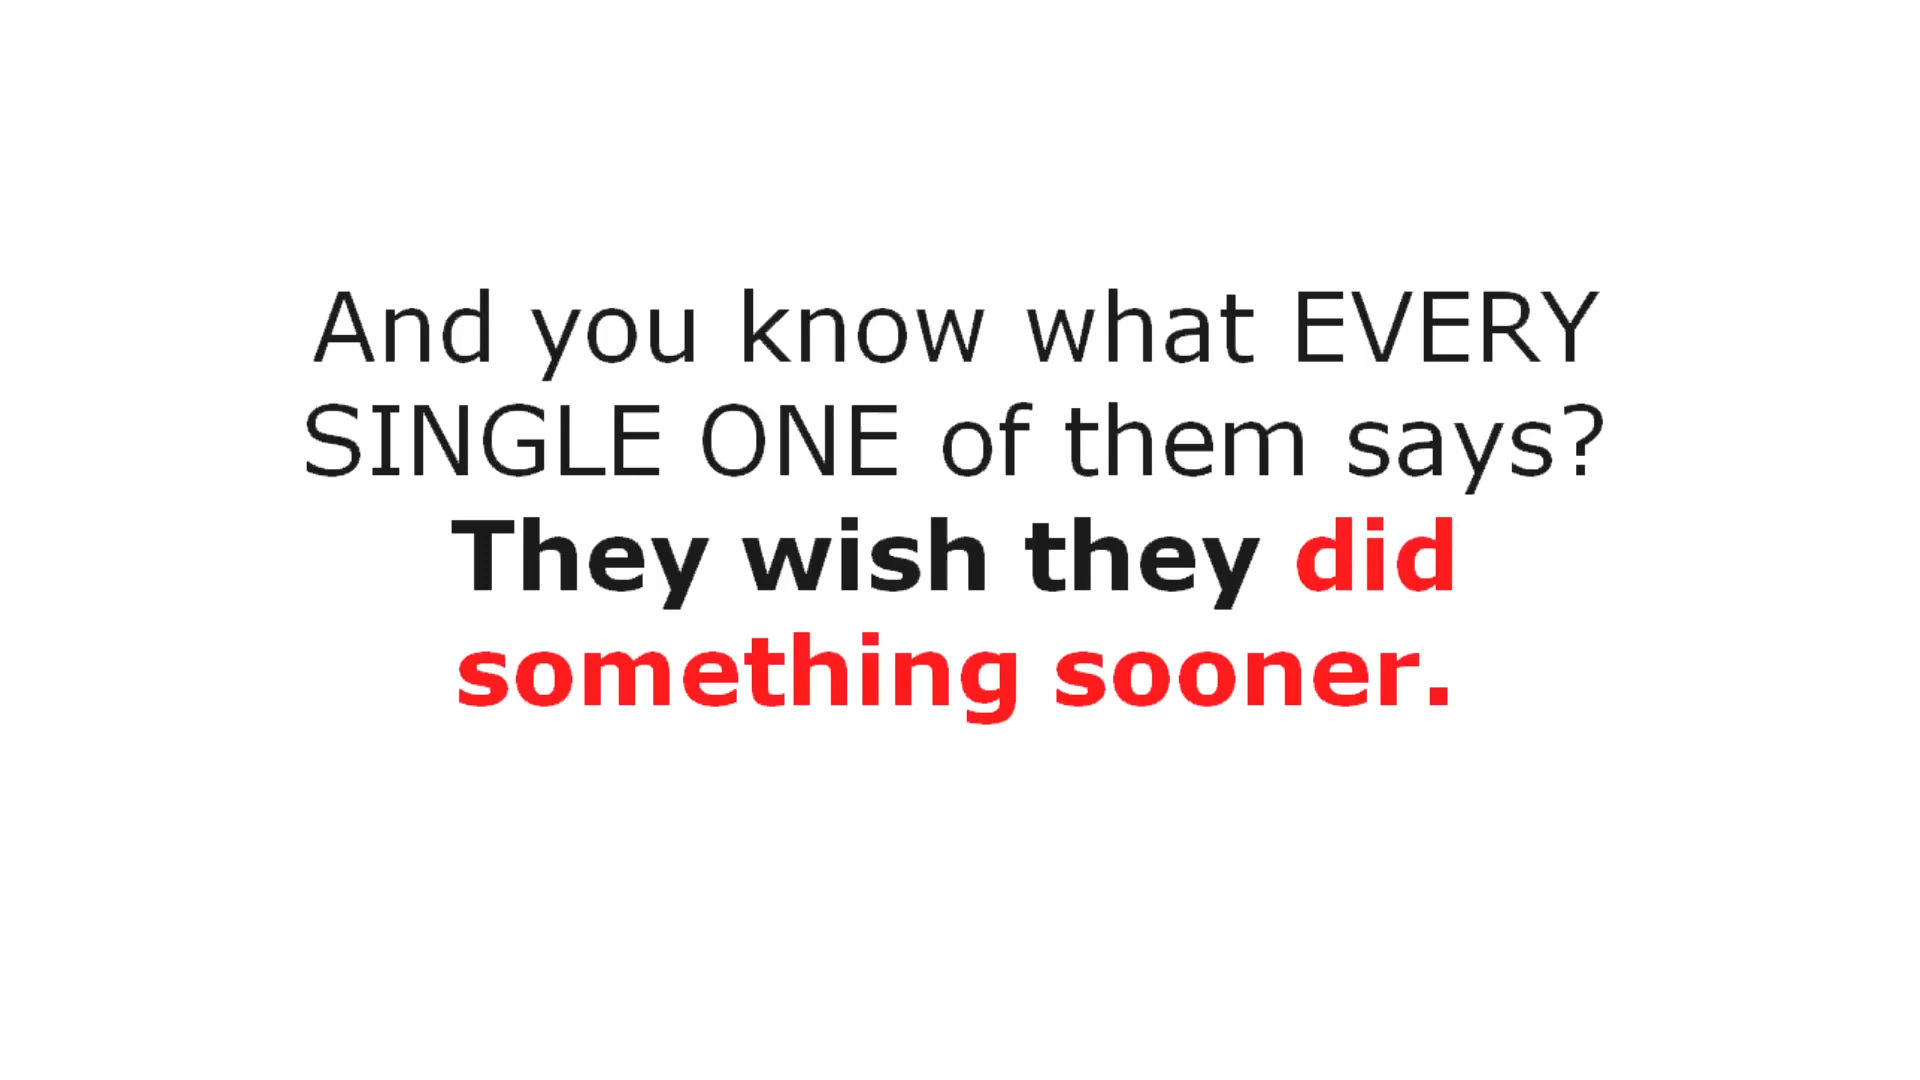 And you know what EVERY
SINGLE ONE of them says?
They wish they did
something sooner.